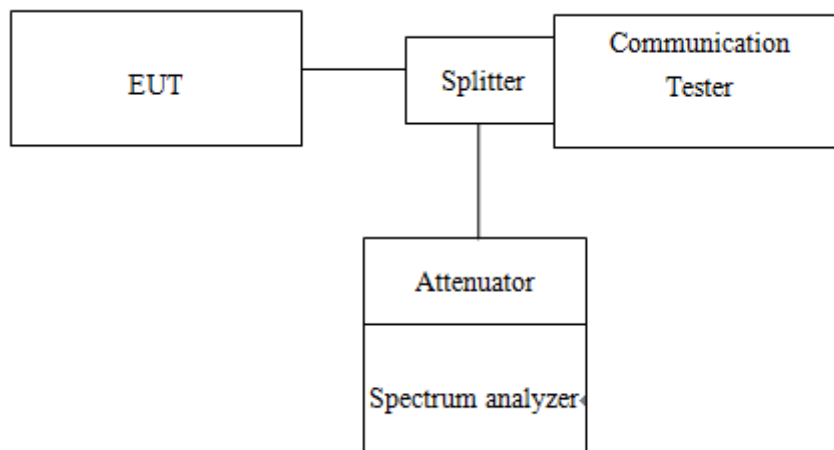 EUT
Splitter
Communication
Tester
Attenuator
Spectrum analyzer